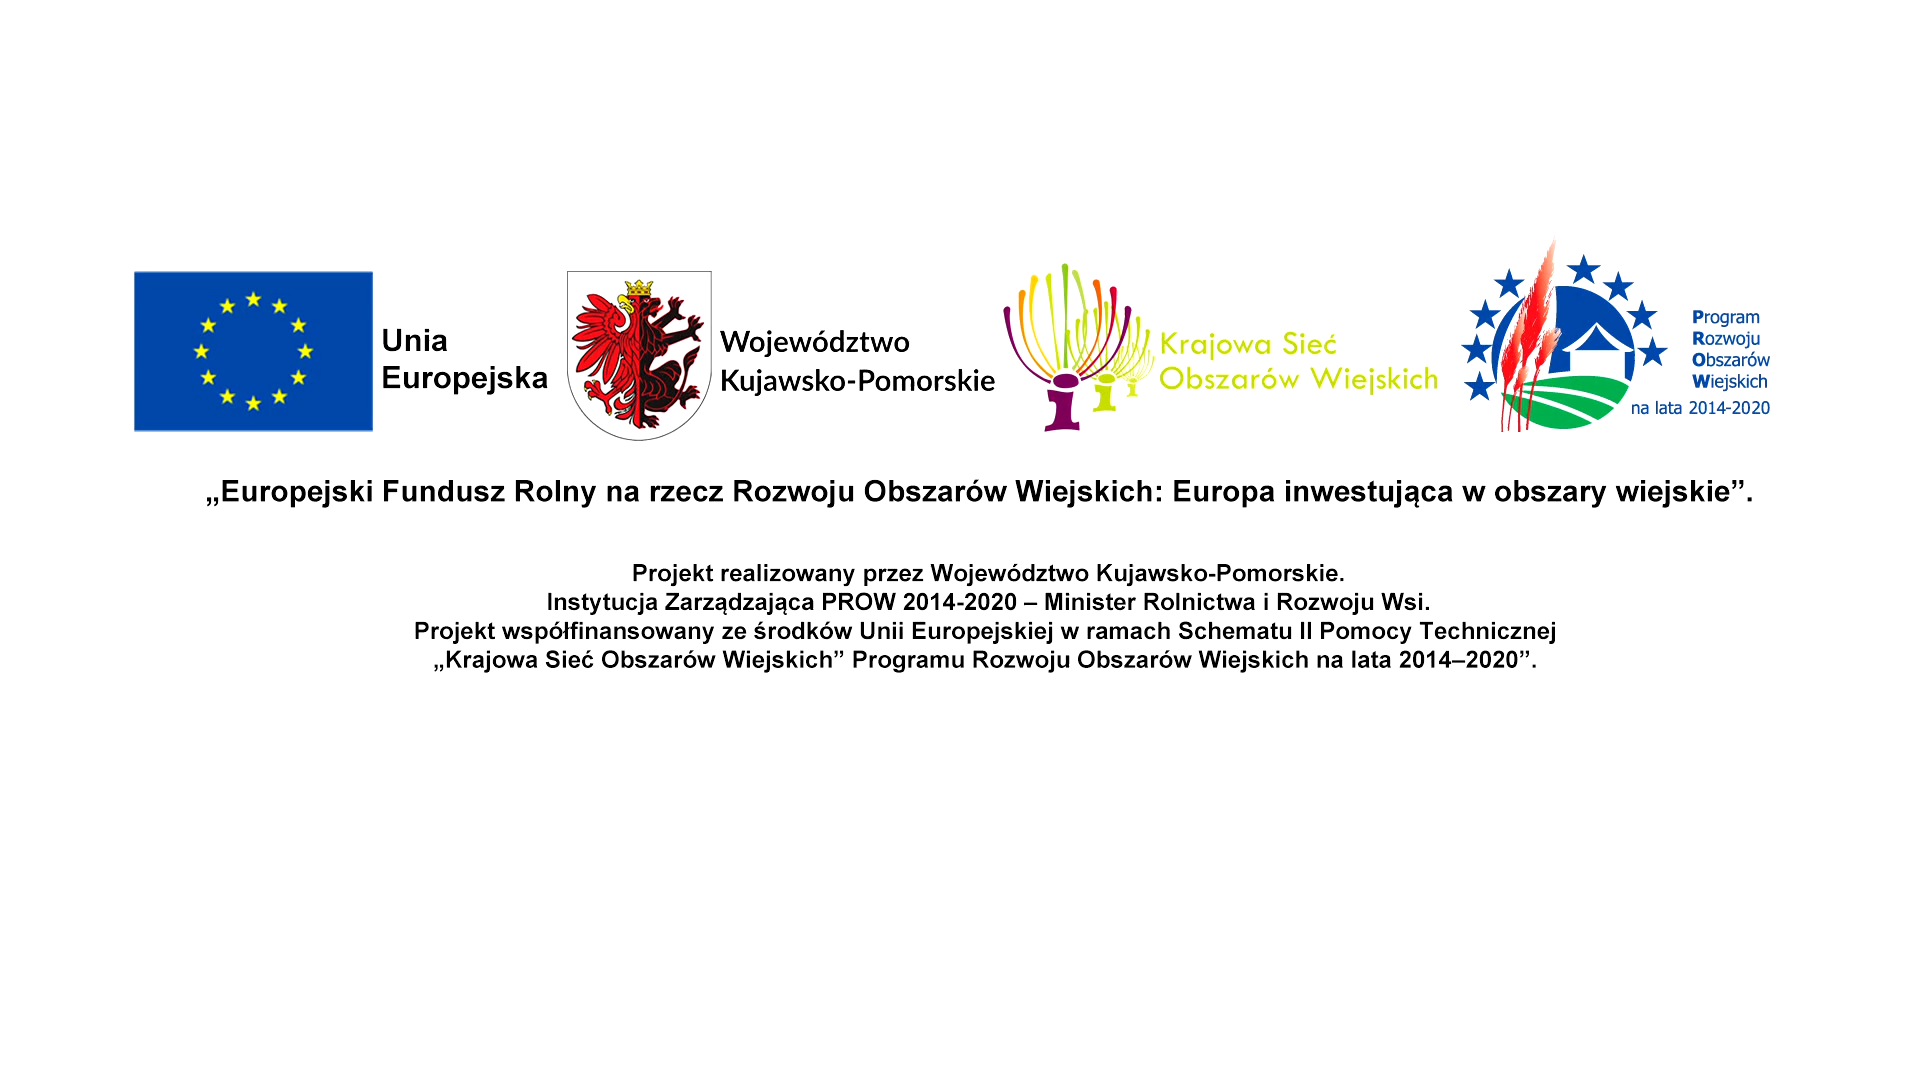 Unia
Europejska
Województwo
Kujawsko-Pomorskie
Krajowa Sieć
Obszarów Wiejskich
Program
Rozwoju
Obszarów
Wiejskich
na lata 2014-2020
„Europejski Fundusz Rolny na rzecz Rozwoju Obszarów Wiejskich: Europa inwestująca w obszary wiejskie”.
Projekt realizowany przez Województwo Kujawsko-Pomorskie.
Instytucja Zarządzająca PROW 2014-2020 – Minister Rolnictwa i Rozwoju Wsi.
Projekt współfinansowany ze środków Unii Europejskiej w ramach Schematu II Pomocy Technicznej
„Krajowa Sieć Obszarów Wiejskich” Programu Rozwoju Obszarów Wiejskich na lata 2014–2020”.